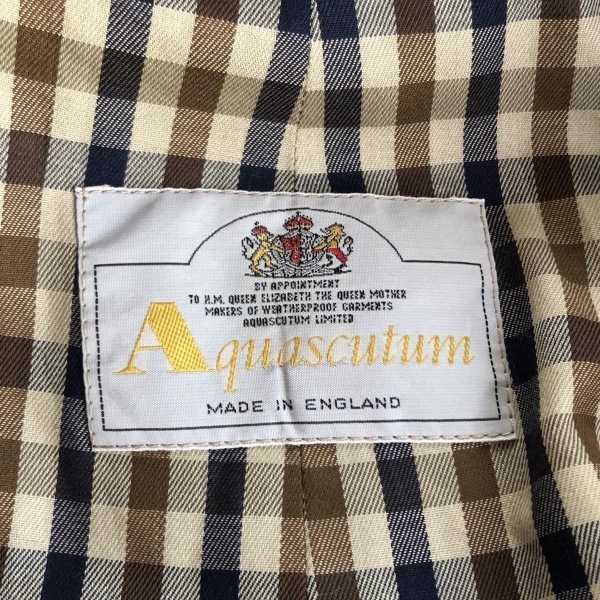 BY APPOINTMENT
TO H.M. QUEEN ELIZABETH THE QUEEN MOTHER
MAKERS OF WEATHERPROOF GARMENTS
AQUASCUTUM LIMITED
Aquascutum
MADE IN ENGLAND